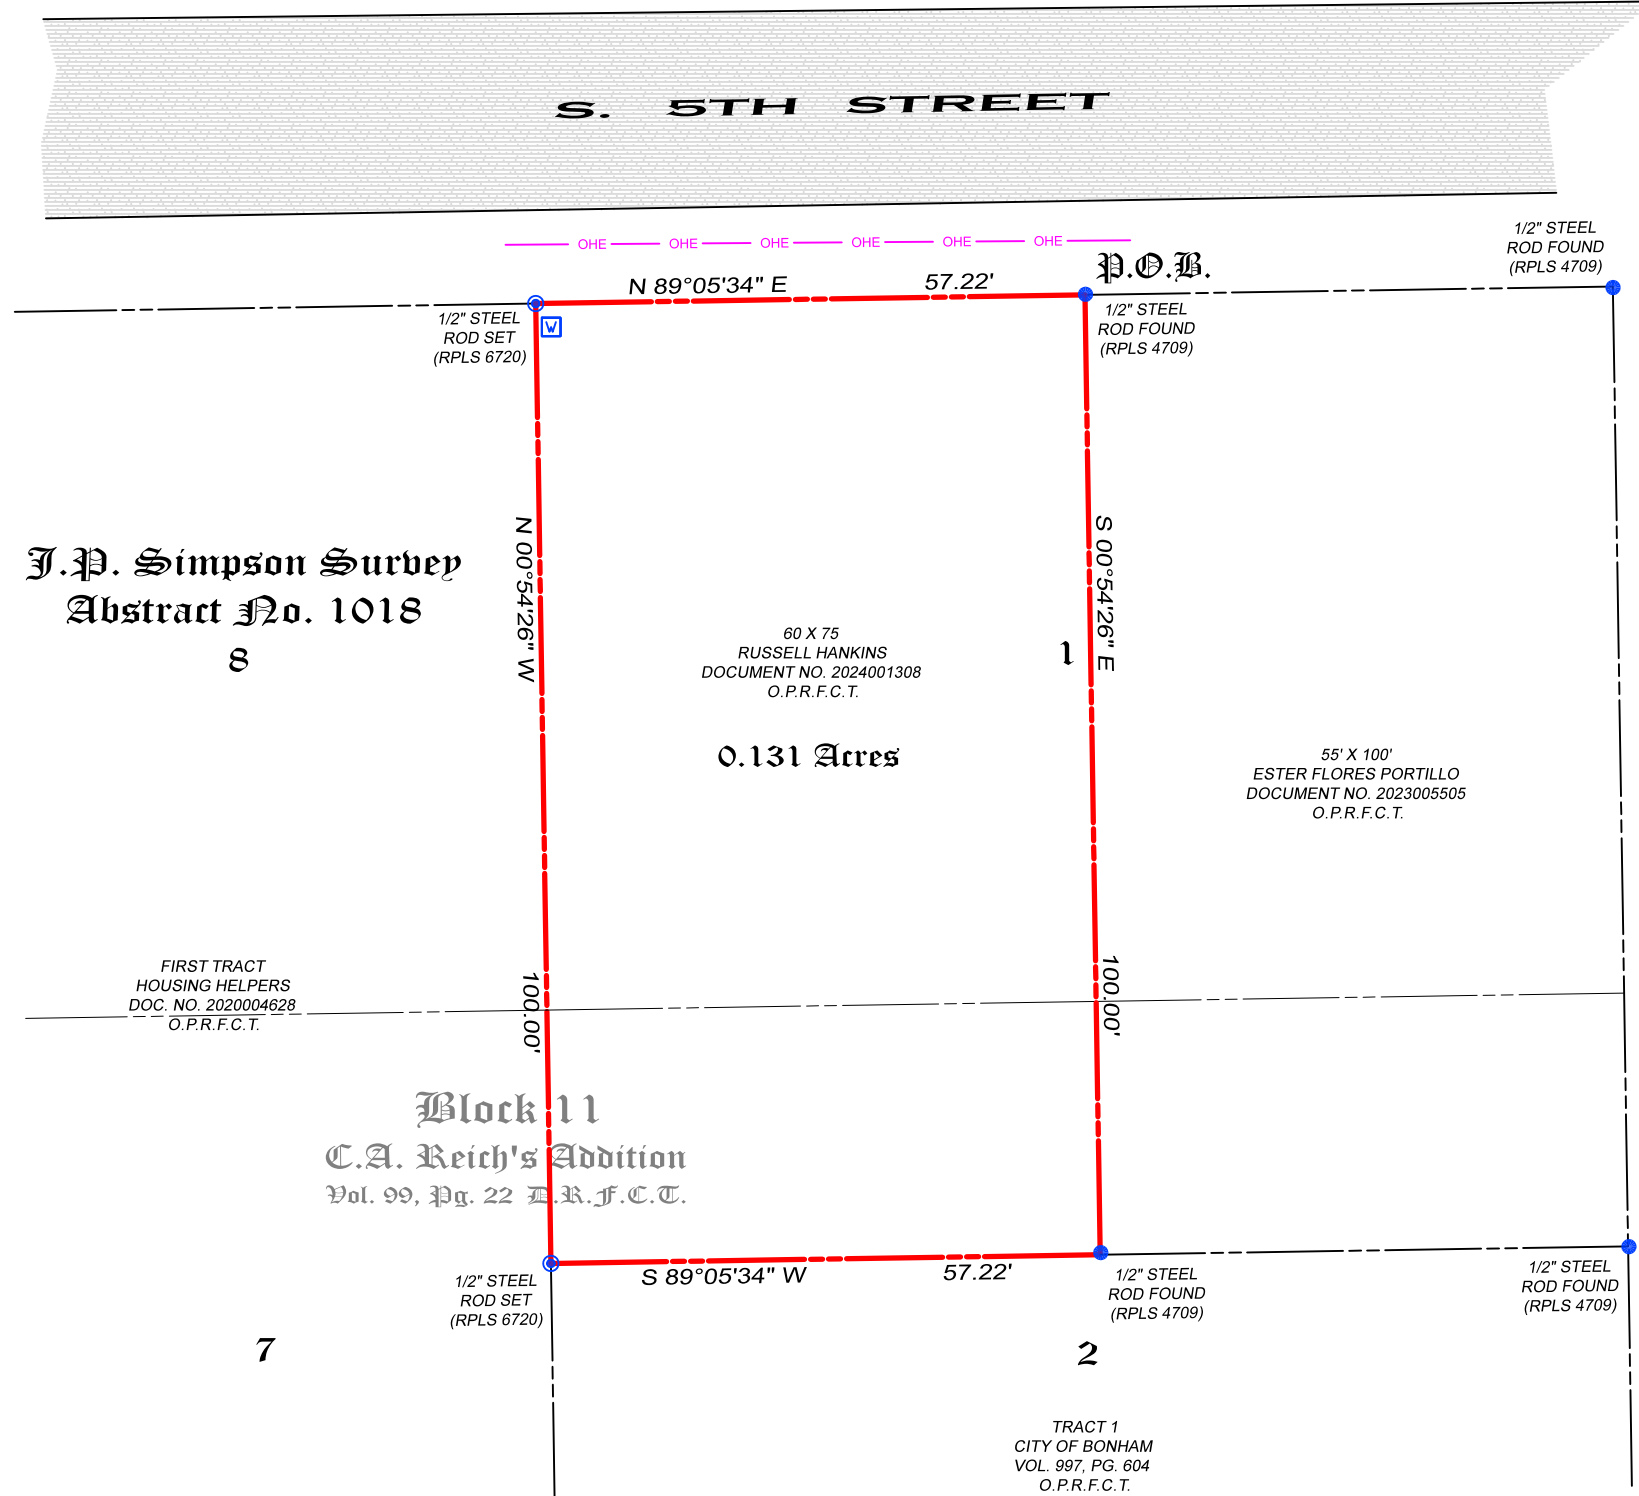 S. 5TH STREET
OHE OHE OHE OHE OHE OHE
P.O.B.
1/2" STEEL
ROD FOUND
(RPLS 4709)
N 89°05'34" E 57.22'
1/2" STEEL
ROD SET
(RPLS 6720)
W
1/2" STEEL
ROD FOUND
(RPLS 4709)
N 00°54'26" W
100.00'
S 00°54'26" E
100.00'
J.P. Simpson Survey
Abstract No. 1018
8
60 X 75
RUSSELL HANKINS
DOCUMENT NO. 2024001308
O.P.R.F.C.T.
1
0.131 Acres
55' X 100'
ESTER FLORES PORTILLO
DOCUMENT NO. 2023005505
O.P.R.F.C.T.
FIRST TRACT
HOUSING HELPERS
DOC. NO. 2020004628
O.P.R.F.C.T.
Block 11
C.A. Reich's Addition
Vol. 99, Pg. 22 D.R.F.C.T.
S 89°05'34" W 57.22'
1/2" STEEL
ROD SET
(RPLS 6720)
1/2" STEEL
ROD FOUND
(RPLS 4709)
1/2" STEEL
ROD FOUND
(RPLS 4709)
7
2
TRACT 1
CITY OF BONHAM
VOL. 997, PG. 604
O.P.R.F.C.T.